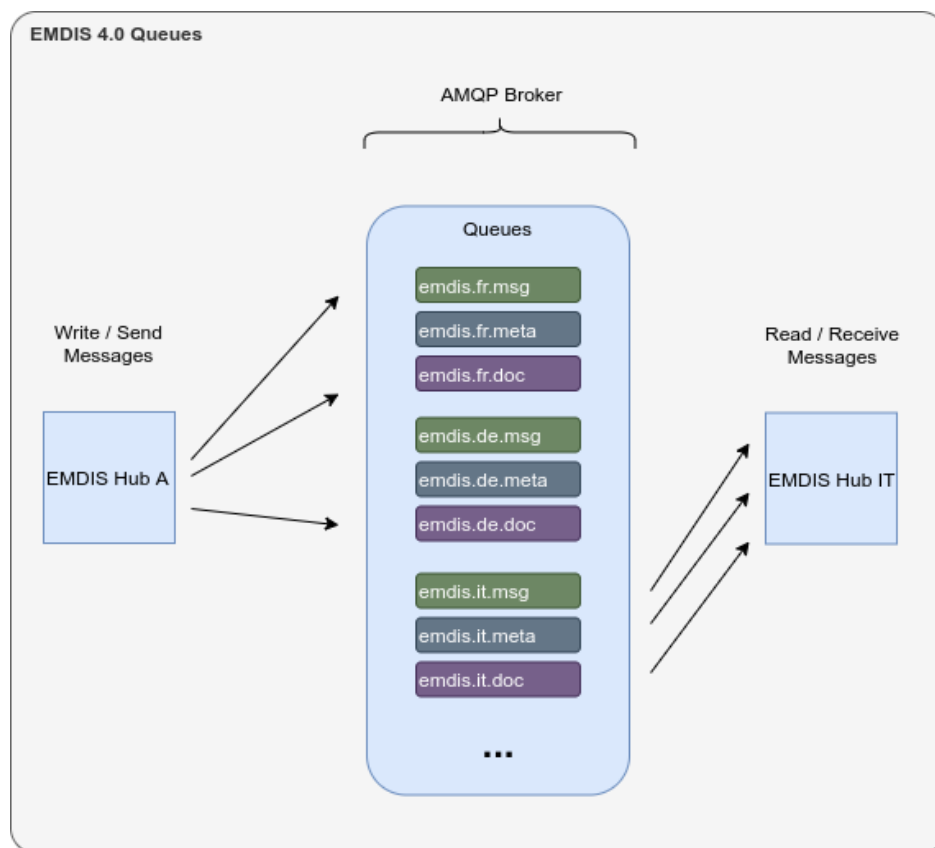 EMDIS 4.0 Queues
AMQP Broker
Queues
emdis.fr.msg
emdis.fr.meta
emdis.fr.doc
emdis.de.msg
emdis.de.meta
emdis.de.doc
emdis.it.msg
emdis.it.meta
emdis.it.doc
...
Write / Send
Messages
EMDIS Hub A
Read / Receive
Messages
EMDIS Hub IT